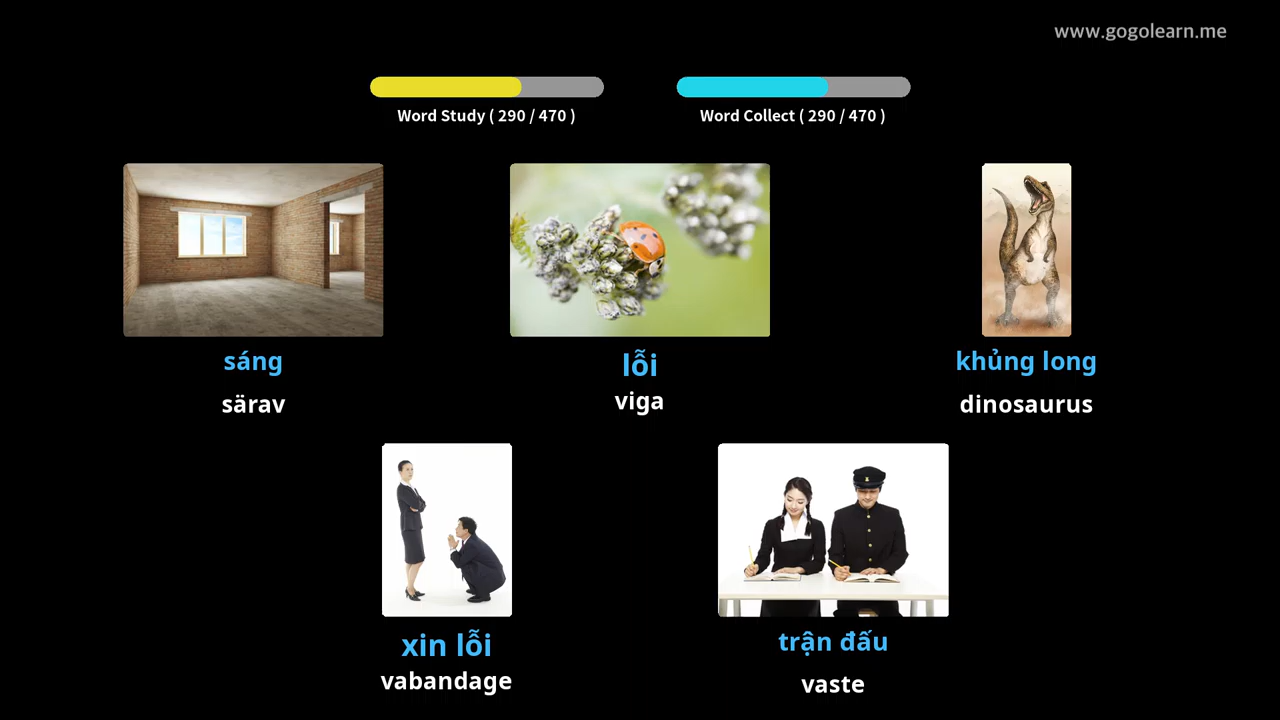 www.gogolearn.me
Word Study ( 290 / 470 )
Word Collect ( 290 / 470 )
sáng
särav
lỗi
viga
khủng long
dinosaurus
xin lỗi
vabandage
trận đấu
vaste